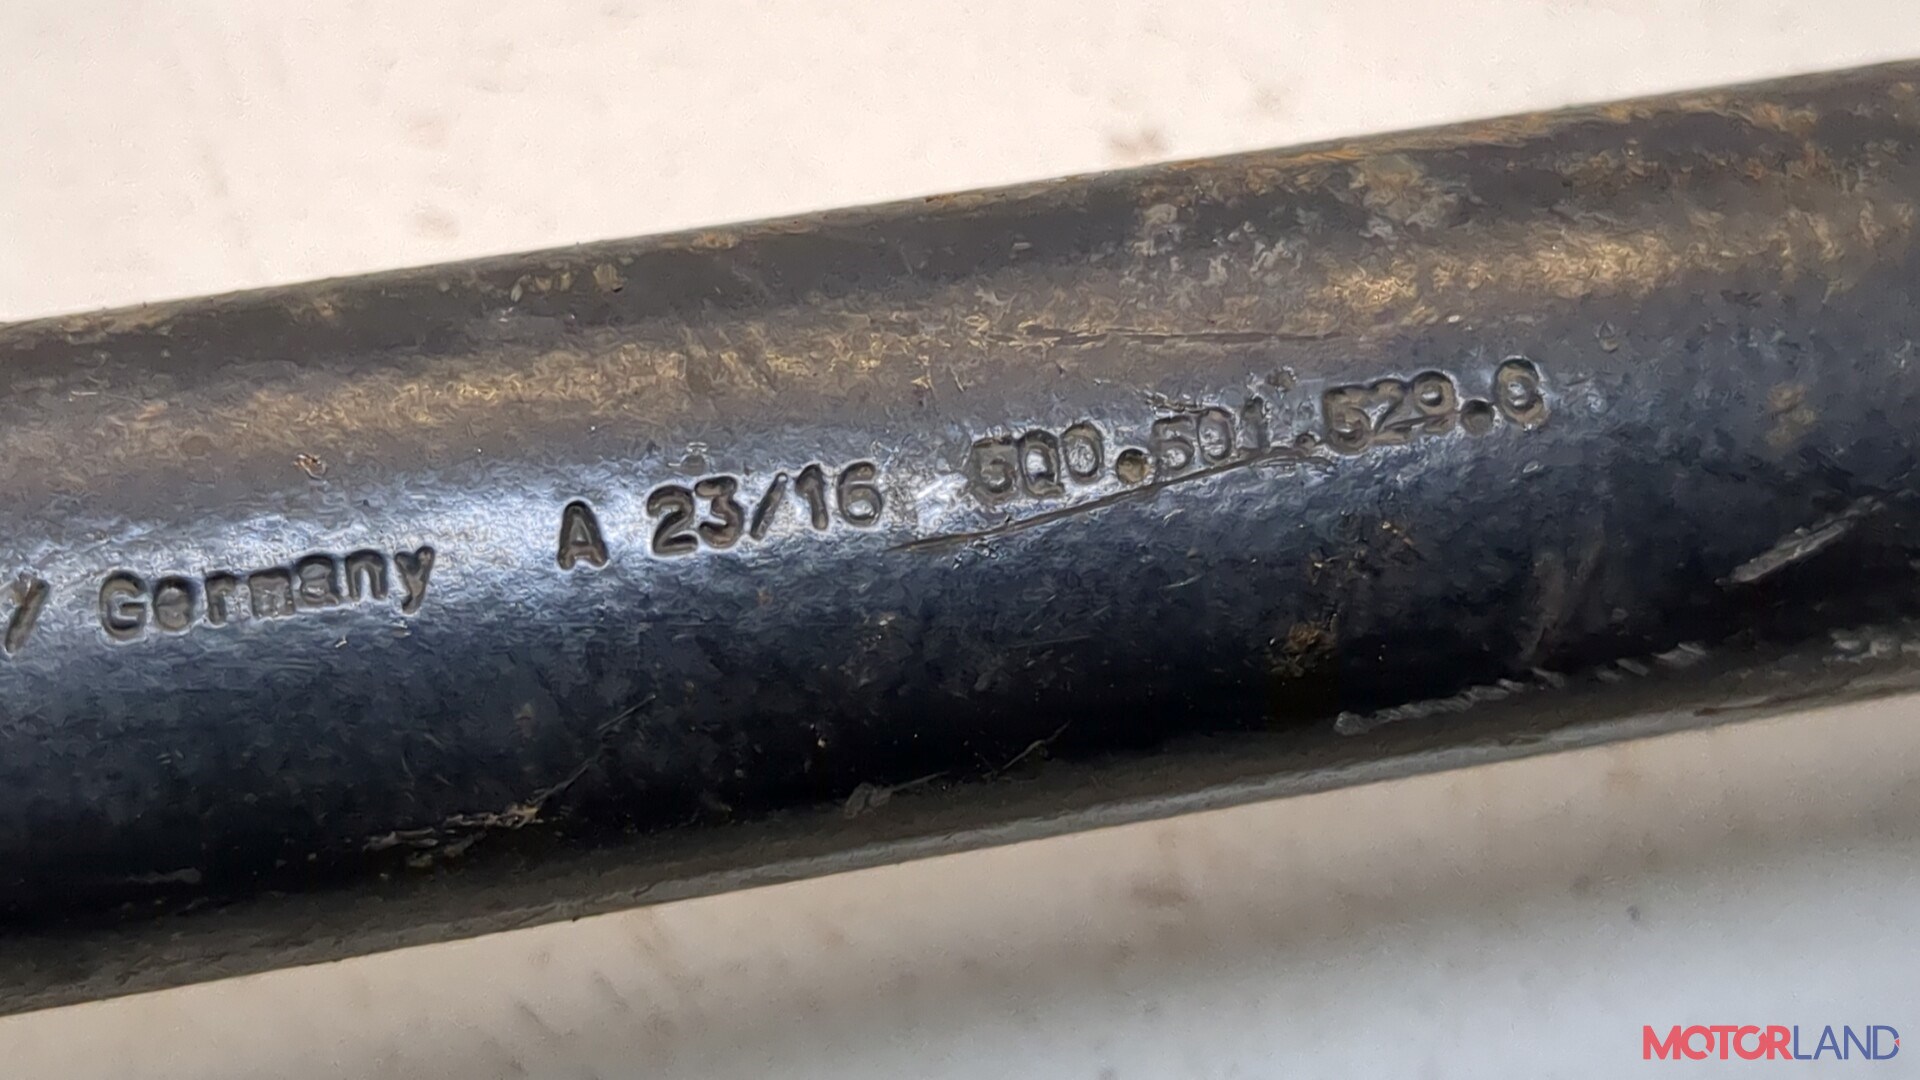 / Germany A 23/16 5Q0.501.529.G
MOTORLAND